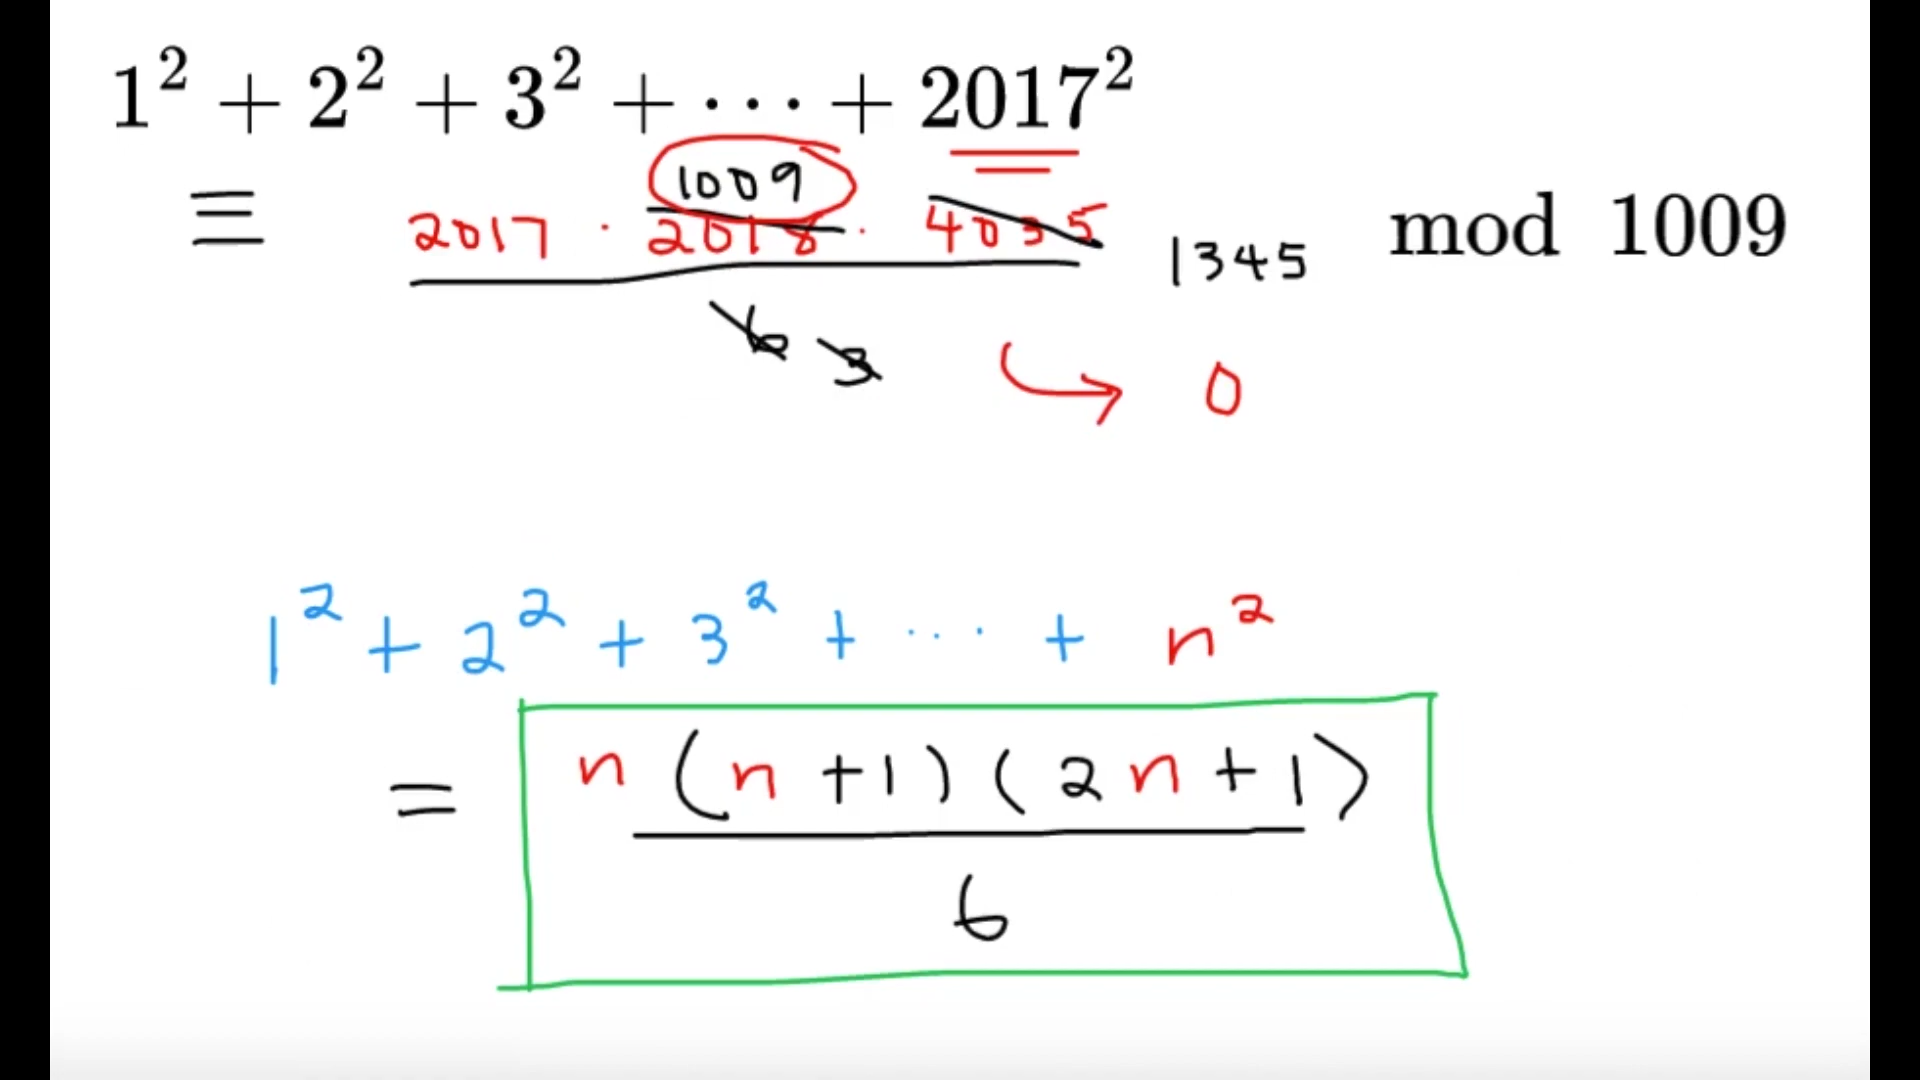 1² + 2² + 3² + ··· + 2017²
1009
≡ 2017 · 2018 · 4035 1345 mod 1009
6 3
0
1² + 2² + 3² + ··· + n²
= n(n+1)(2n+1)
6